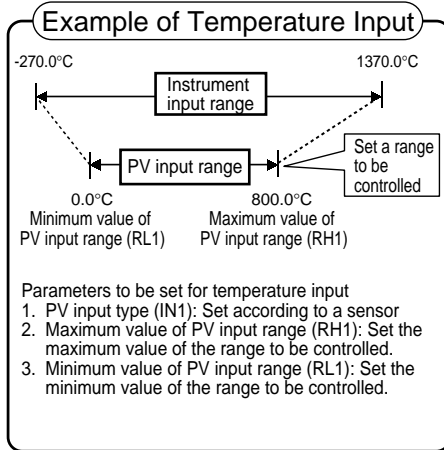 Example of Temperature Input
-270.0°C
1370.0°C
Instrument
input range
PV input range
Set a range
to be
controlled
0.0°C
Minimum value of
PV input range (RL1)
800.0°C
Maximum value of
PV input range (RH1)
Parameters to be set for temperature input
1. PV input type (IN1): Set according to a sensor
2. Maximum value of PV input range (RH1): Set the
maximum value of the range to be controlled.
3. Minimum value of PV input range (RL1): Set the
minimum value of the range to be controlled.